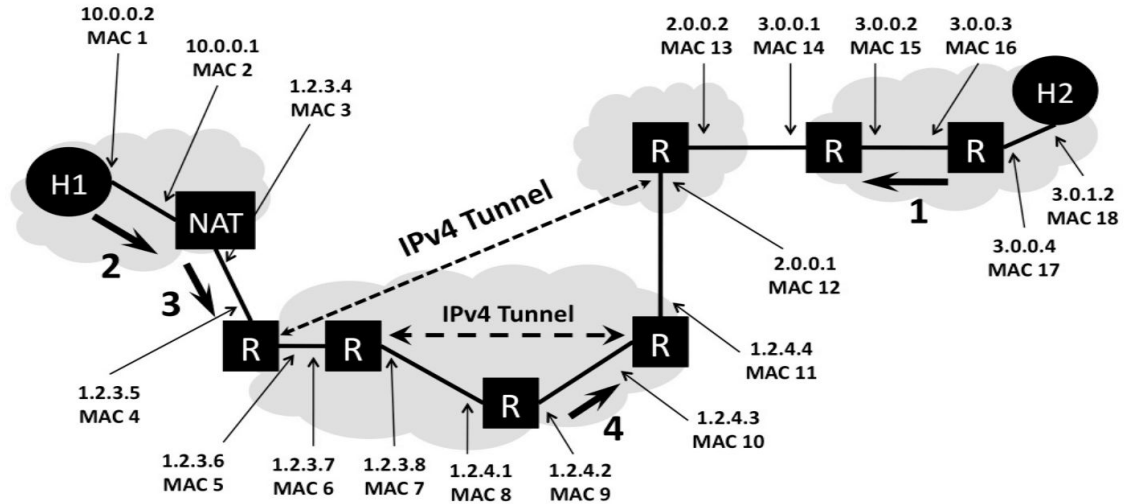 10.0.0.2
MAC 1
10.0.0.1
MAC 2
1.2.3.4
MAC 3
2.0.0.2
MAC 13
3.0.0.1
MAC 14
3.0.0.2
MAC 15
3.0.0.3
MAC 16
H2
R
R
R
H1
NAT
1
2
3
IPv4 Tunnel
3.0.1.2
MAC 18
3.0.0.4
MAC 17
2.0.0.1
MAC 12
IPv4 Tunnel
R
R
R
R
4
1.2.3.5
MAC 4
1.2.4.4
MAC 11
1.2.4.3
MAC 10
1.2.3.6
MAC 5
1.2.3.7
MAC 6
1.2.3.8
MAC 7
1.2.4.1
MAC 8
1.2.4.2
MAC 9